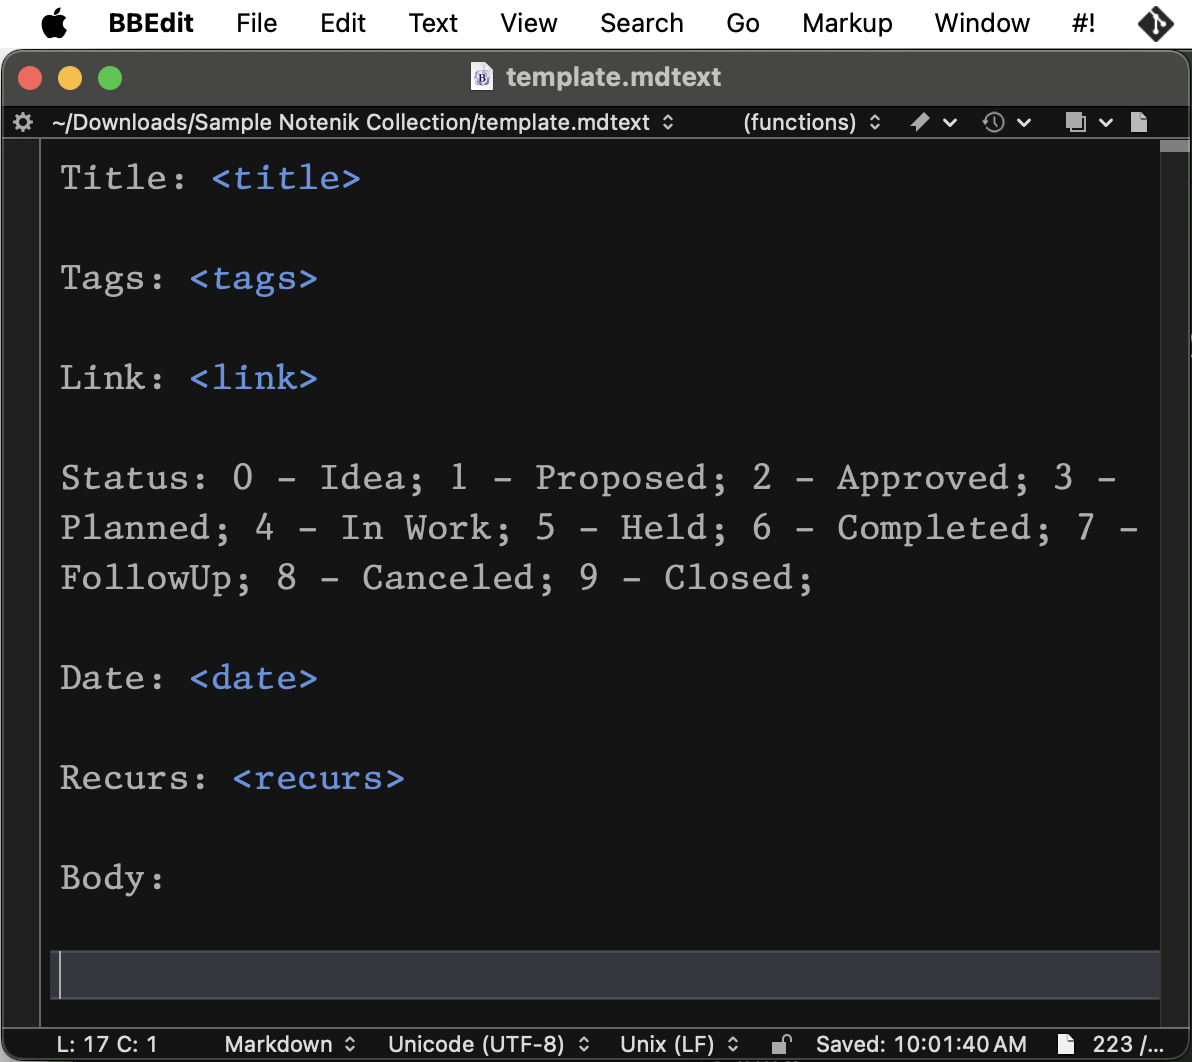 BBEdit File Edit Text View Search Go Markup Window #!
template.mdtext
~/Downloads/Sample Notenik Collection/template.mdtext (functions)
Title: <title>
Tags: <tags>
Link: <link>
Status: 0 - Idea; 1 - Proposed; 2 - Approved; 3 -
Planned; 4 - In Work; 5 - Held; 6 - Completed; 7 -
FollowUp; 8 - Canceled; 9 - Closed;
Date: <date>
Recurs: <recurs>
Body:
L: 17 C: 1 Markdown Unicode (UTF-8) Unix (LF) Saved: 10:01:40 AM 223 /...